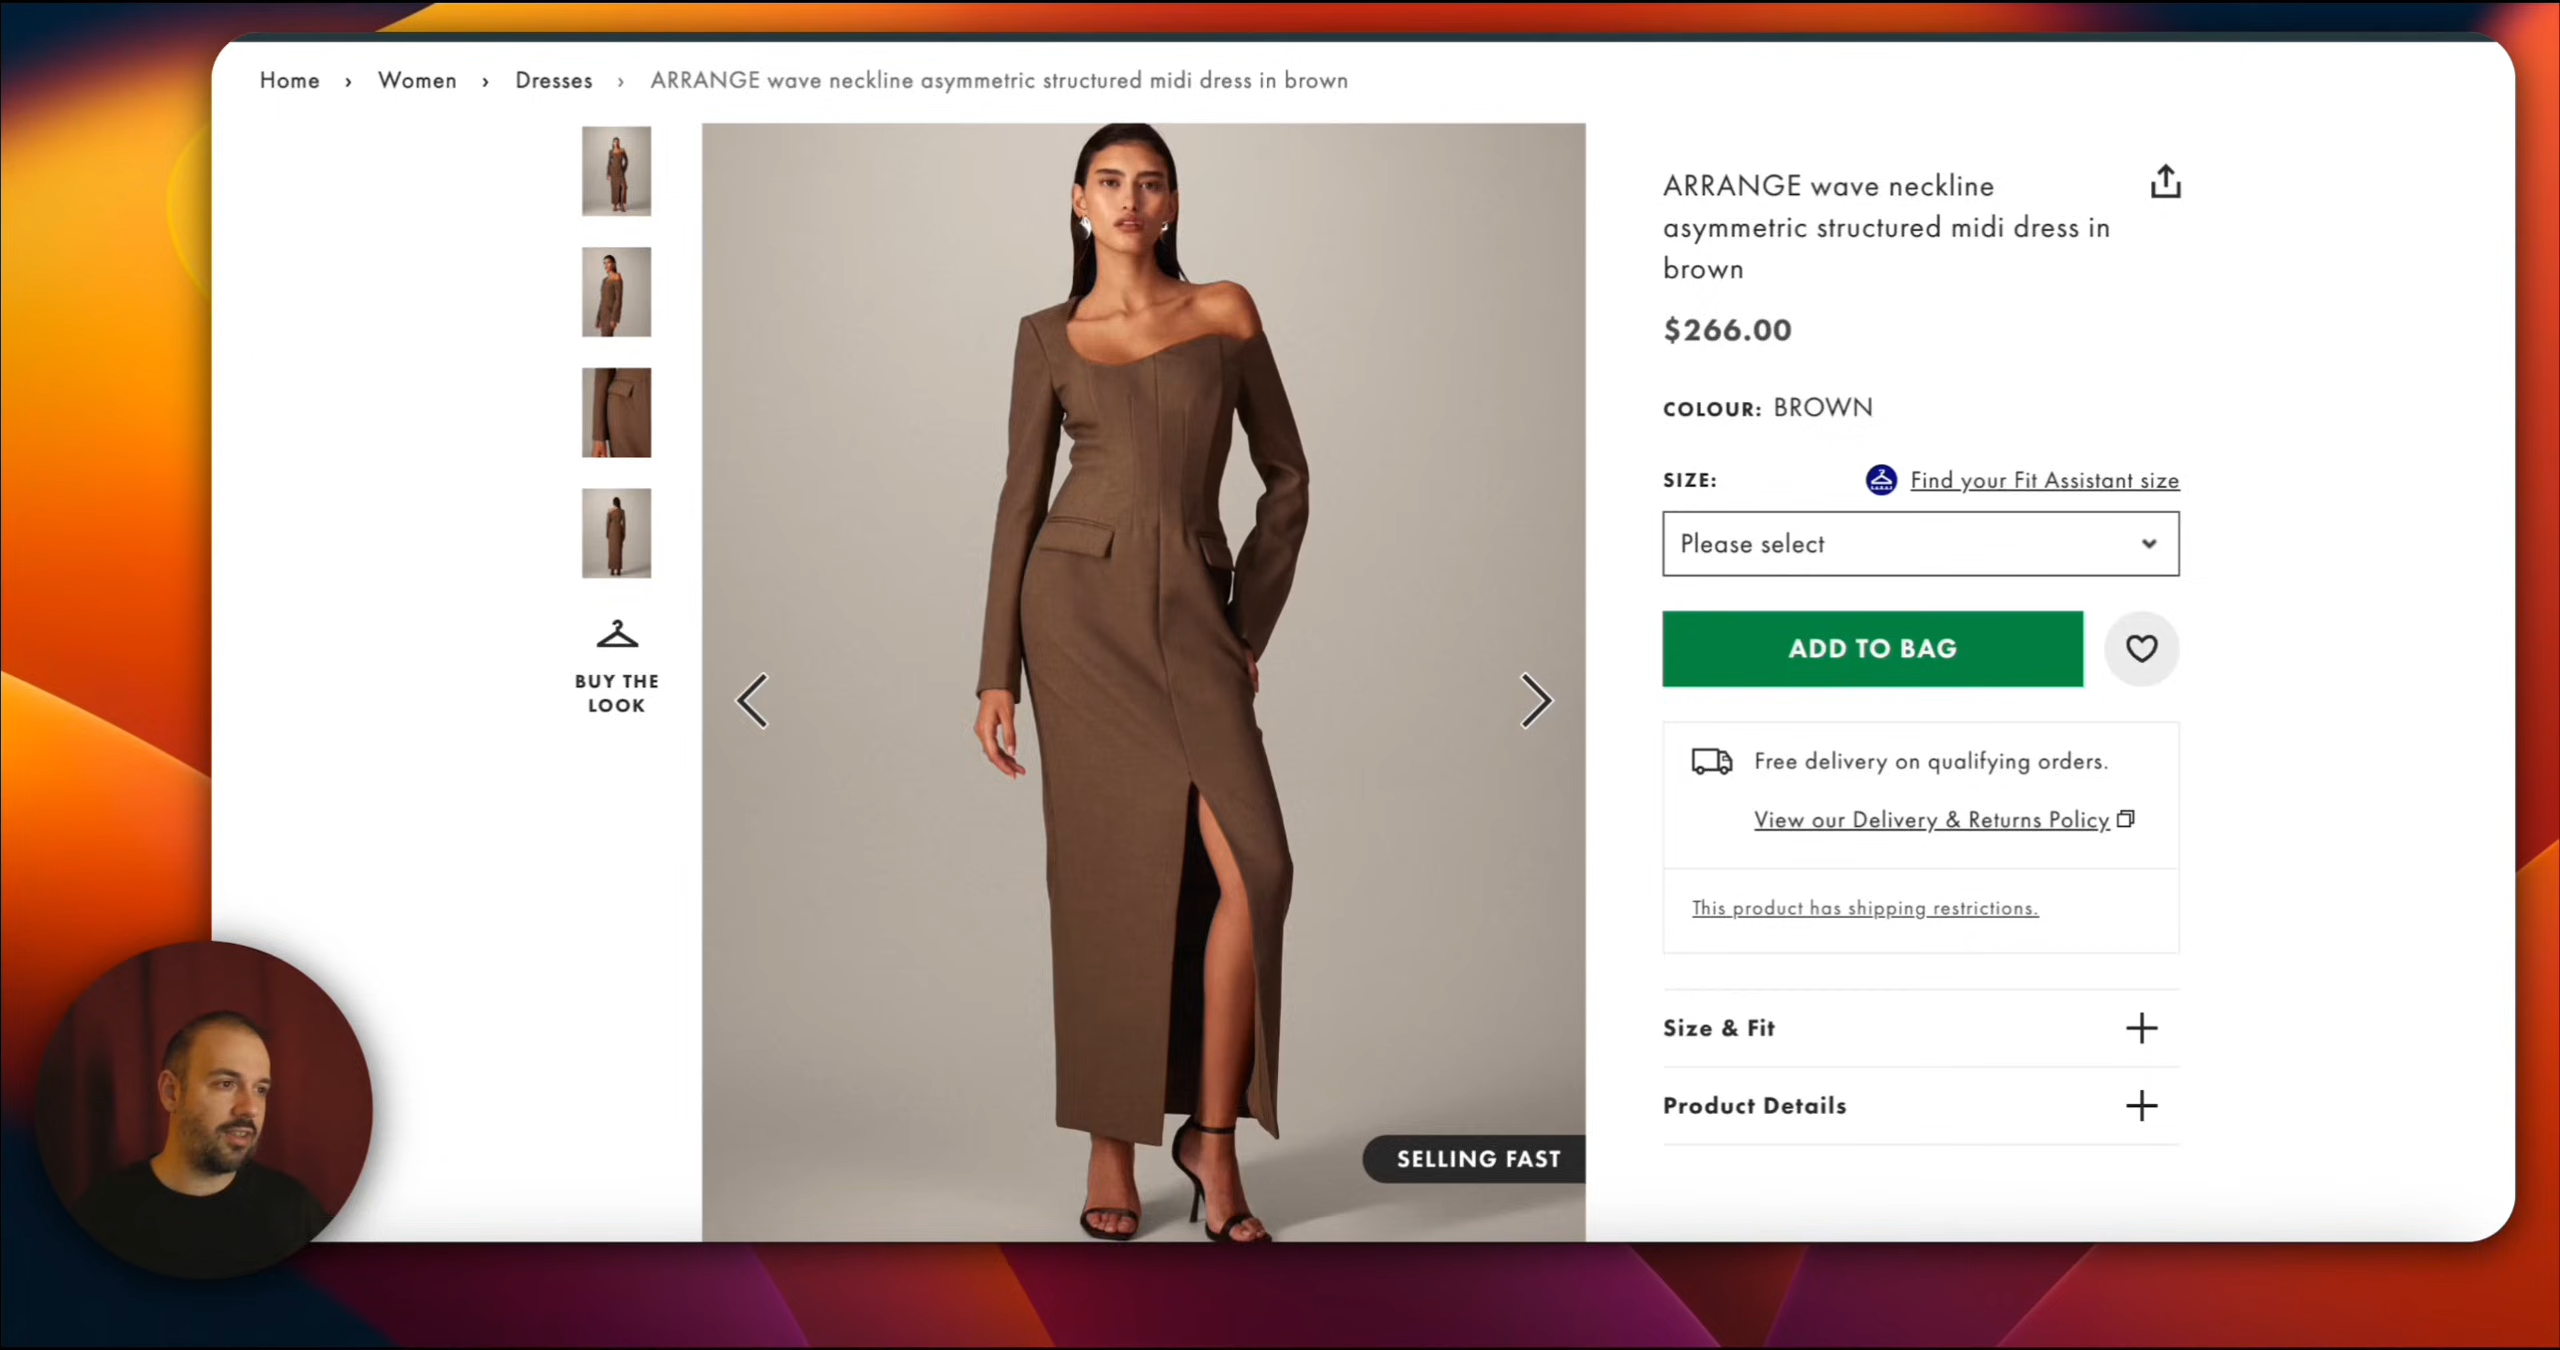 Home › Women › Dresses › ARRANGE wave neckline asymmetric structured midi dress in brown
BUY THE
LOOK
SELLING FAST
ARRANGE wave neckline
asymmetric structured midi dress in
brown
$266.00
COLOUR: BROWN
SIZE: Find your Fit Assistant size
Please select
ADD TO BAG
Free delivery on qualifying orders.
View our Delivery & Returns Policy
This product has shipping restrictions.
Size & Fit
Product Details